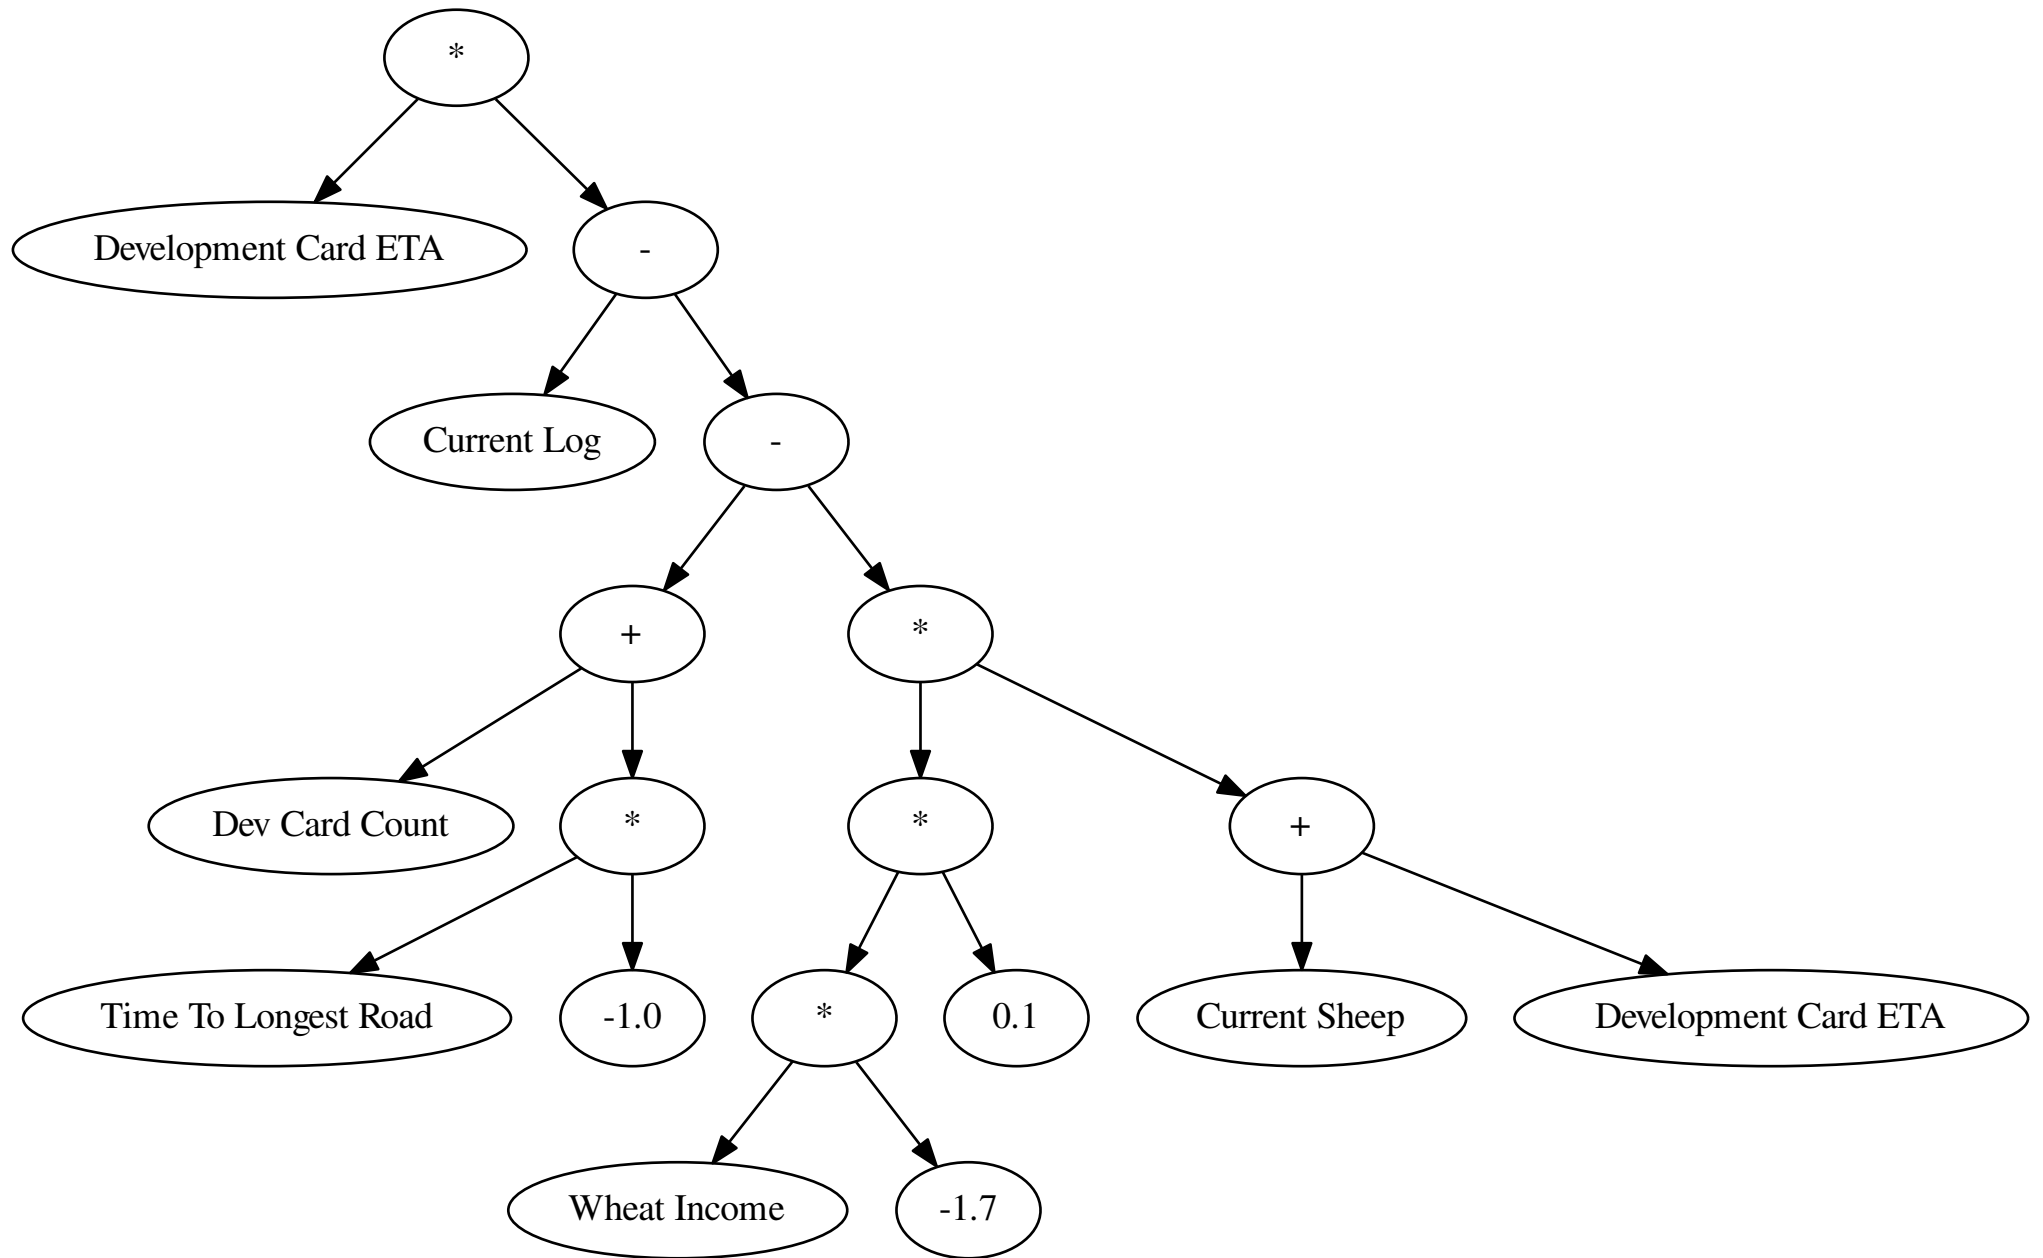 *
Development Card ETA
-
Current Log
-
+
*
Dev Card Count
*
*
+
Time To Longest Road
-1.0
*
0.1
Current Sheep
Development Card ETA
Wheat Income
-1.7